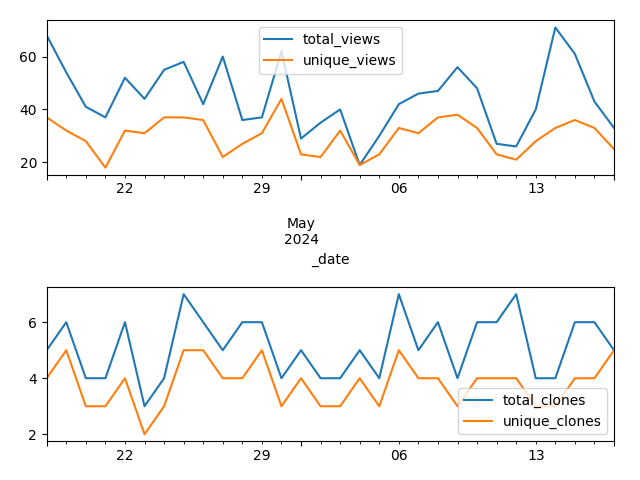 total_views
unique_views
60
40
20
22
29
06
13
May
2024
_date
6
4
2
total_clones
unique_clones
22
29
06
13